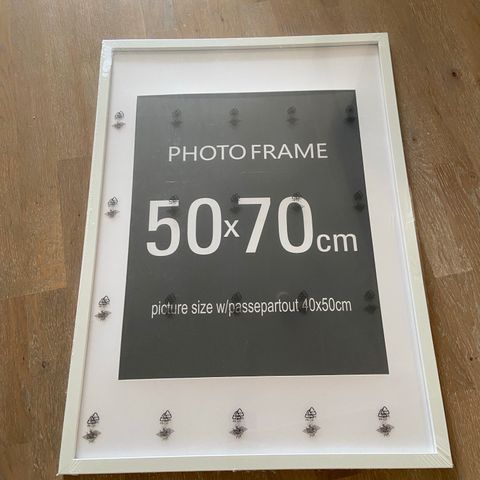 PHOTO FRAME
50x70cm
picture size w/passepartout 40x50cm